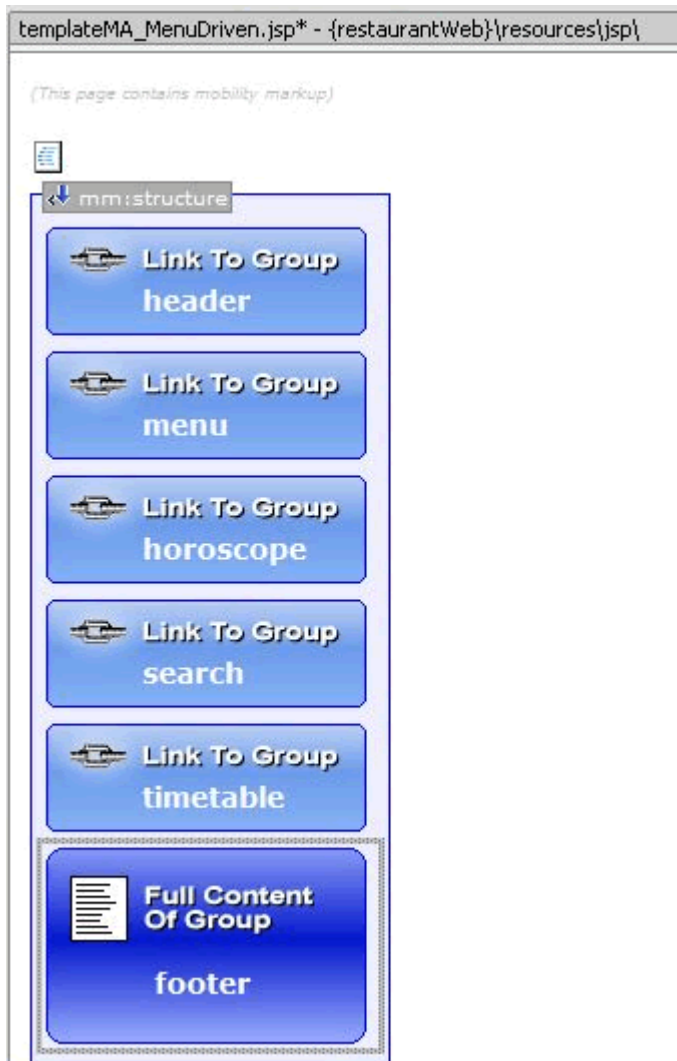 templateMA_MenuDriven.jsp* - {restaurantWeb}\resources\jsp\
(This page contains mobility markup)
mm:structure
Link To Group
header
Link To Group
menu
Link To Group
horoscope
Link To Group
search
Link To Group
timetable
Full Content
Of Group
footer